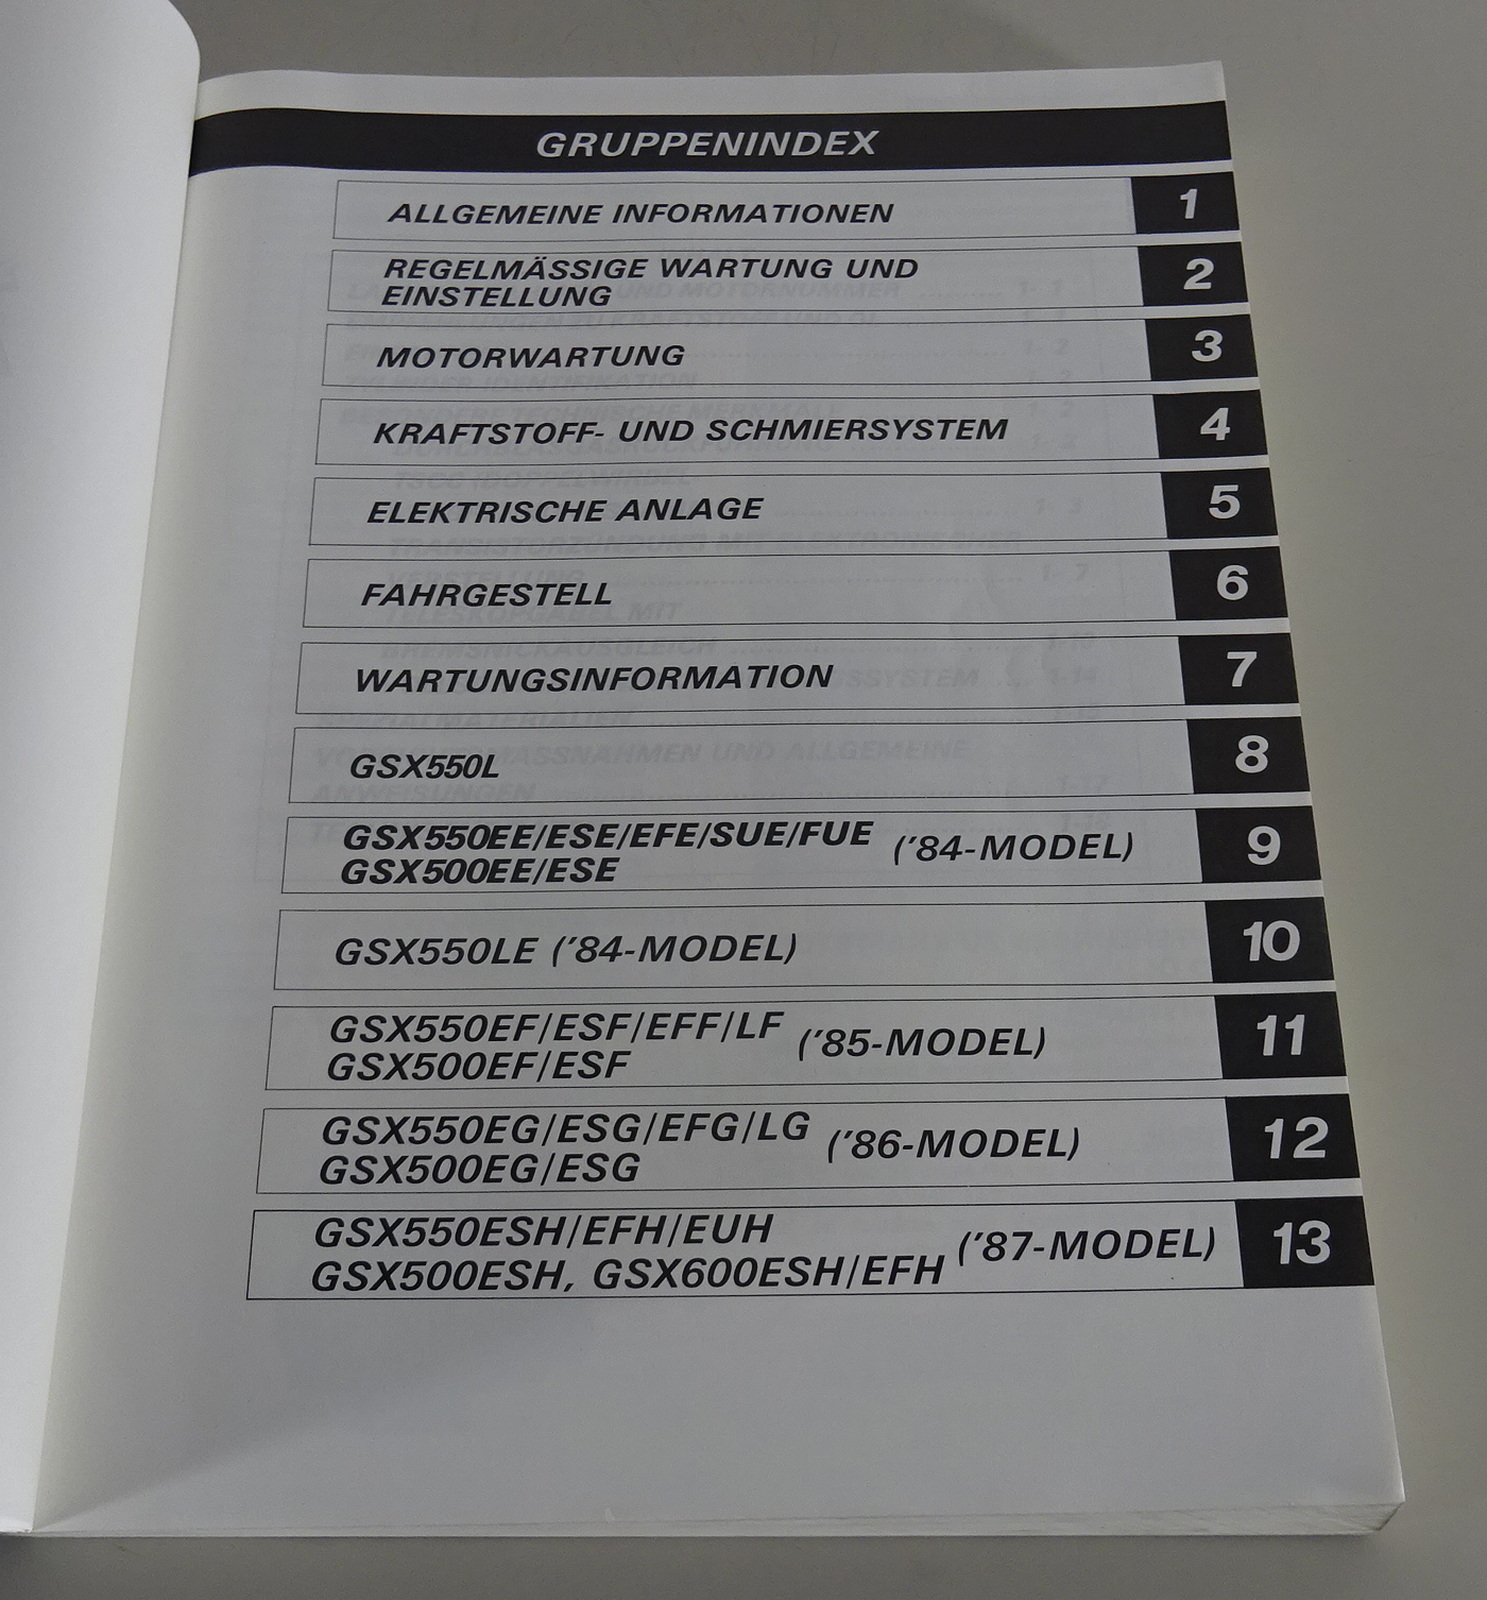 GRUPPENINDEX
ALLGEMEINE INFORMATIONEN 1
REGELMÄSSIGE WARTUNG UND
EINSTELLUNG 2
MOTORWARTUNG 3
KRAFTSTOFF- UND SCHMIERSYSTEM 4
ELEKTRISCHE ANLAGE 5
FAHRGESTELL 6
WARTUNGSINFORMATION 7
GSX550L 8
GSX550EE/ESE/EFE/SUE/FUE ('84-MODEL) 9
GSX500EE/ESE
GSX550LE ('84-MODEL) 10
GSX550EF/ESF/EFF/LF ('85-MODEL) 11
GSX500EF/ESF
GSX550EG/ESG/EFG/LG ('86-MODEL) 12
GSX500EG/ESG
GSX550ESH/EFH/EUH ('87-MODEL) 13
GSX500ESH, GSX600ESH/EFH